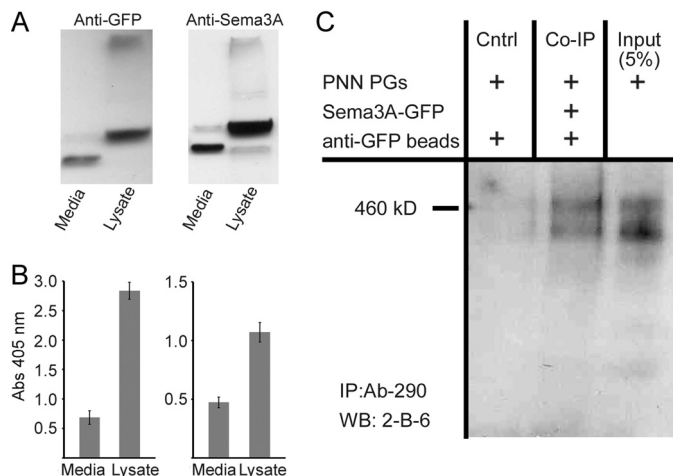 A
Anti-GFP
Anti-Sema3A
Media
Lysate
Media
Lysate
B
Abs 405 nm
3.0
2.5
2.0
1.5
1.0
0.5
Media Lysate
1.5
1.0
0.5
Media Lysate
C
Cntrl
Co-IP
Input
(5%)
PNN PGs + + +
Sema3A-GFP +
anti-GFP beads + +
460 kD
IP:Ab-290
WB: 2-B-6